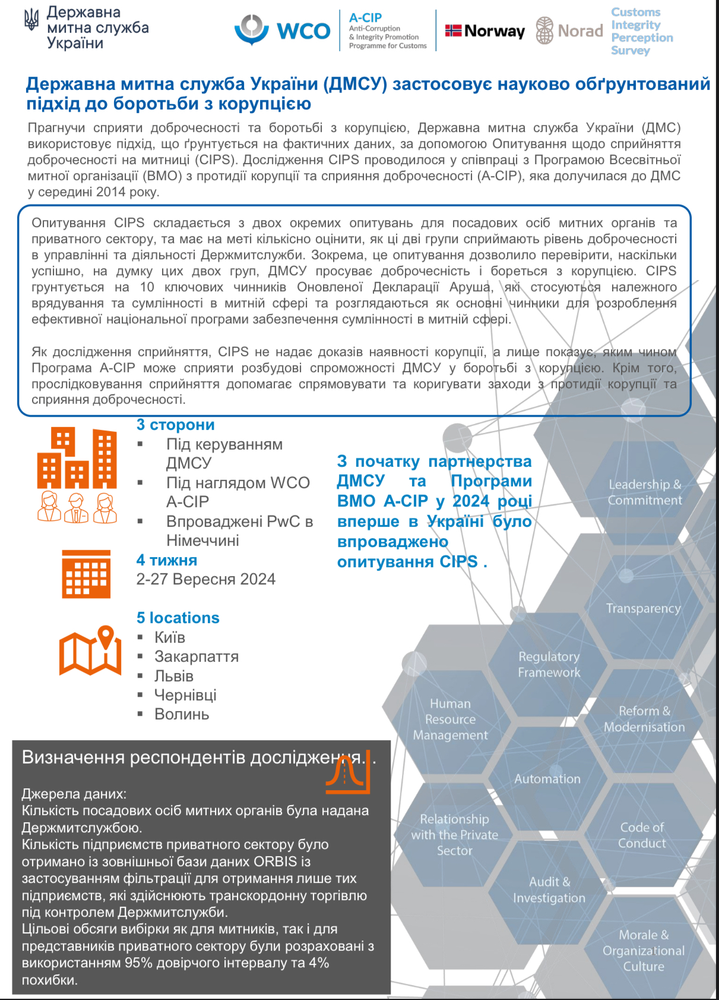 Державна
митна служба
України
WCO
A-CIP
Anti-Corruption
& Integrity Promotion
Programme for Customs
Norway
Norad
Customs
Integrity
Perception
Survey
Державна митна служба України (ДМСУ) застосовує науково обґрунтований
підхід до боротьби з корупцією
Прагнучи сприяти доброчесності та боротьбі з корупцією, Державна митна служба України (ДМС)
використовує підхід, що ґрунтується на фактичних даних, за допомогою Опитування щодо сприйняття
доброчесності на митниці (CIPS). Дослідження CIPS проводилося у співпраці з Програмою Всесвітньої
митної організації (ВМО) з протидії корупції та сприяння доброчесності (A-CIP), яка долучилася до ДМС
у середині 2014 року.
Опитування CIPS складається з двох окремих опитувань для посадових осіб митних органів та
приватного сектору, та має на меті кількісно оцінити, як ці дві групи сприймають рівень доброчесності
в управлінні та діяльності Держмитслужби. Зокрема, це опитування дозволило перевірити, наскільки
успішно, на думку цих двох груп, ДМСУ просуває доброчесність і бореться з корупцією. CIPS
грунтується на 10 ключових чинників Оновленої Декларації Аруша, які стосуються належного
врядування та сумлінності в митній сфері та розглядаються як основні чинники для розроблення
ефективної національної програми забезпечення сумлінності в митній сфері.
Як дослідження сприйняття, CIPS не надає доказів наявності корупції, а лише показує, яким чином
Програма A-CIP може сприяти розбудові спроможності ДМСУ у боротьбі з корупцією. Крім того,
прослідковування сприйняття допомагає спрямовувати та коригувати заходи з протидії корупції та
сприяння доброчесності.
3 сторони
▪ Під керуванням
ДМСУ
▪ Під наглядом WCO
A-CIP
▪ Впроваджені PwC в
Німеччині
4 тижня
2-27 Вересня 2024
5 locations
▪ Київ
▪ Закарпаття
▪ Львів
▪ Чернівці
▪ Волинь
З початку партнерства
ДМСУ та Програми
ВМО A-CIP у 2024 році
вперше в Україні було
впроваджено
опитування CIPS .
Leadership &
Commitment
Transparency
Regulatory
Framework
Human
Resource
Management
Reform &
Modernisation
Automation
Relationship
with the Private
Sector
Code of
Conduct
Audit &
Investigation
Morale &
Organizational
Culture
Визначення респондентів дослідження...
Джерела даних:
Кількість посадових осіб митних органів була надана
Держмитслужбою.
Кількість підприємств приватного сектору було
отримано із зовнішньої бази даних ORBIS із
застосуванням фільтрації для отримання лише тих
підприємств, які здійснюють транскордонну торгівлю
під контролем Держмитслужби.
Цільові обсяги вибірки як для митників, так і для
представників приватного сектору були розраховані з
використанням 95% довірчого інтервалу та 4%
похибки.